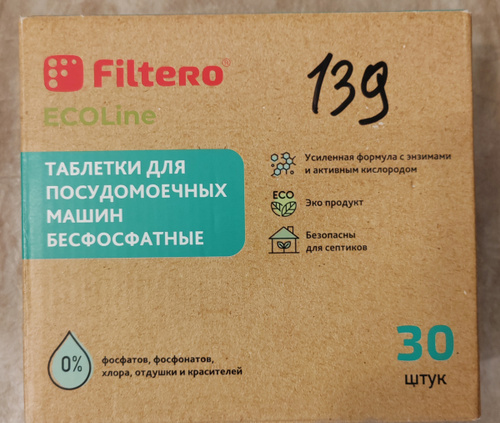 Filtero®
139
ECOLine
ТАБЛЕТКИ ДЛЯ
ПОСУДОМОЕЧНЫХ
МАШИН
БЕСФОСФАТНЫЕ
Усиленная формула с энзимами
и активным кислородом
ECO
Эко продукт
Безопасны
для септиков
0%
фосфатов, фосфонатов,
хлора, отдушки и красителей
30
штук